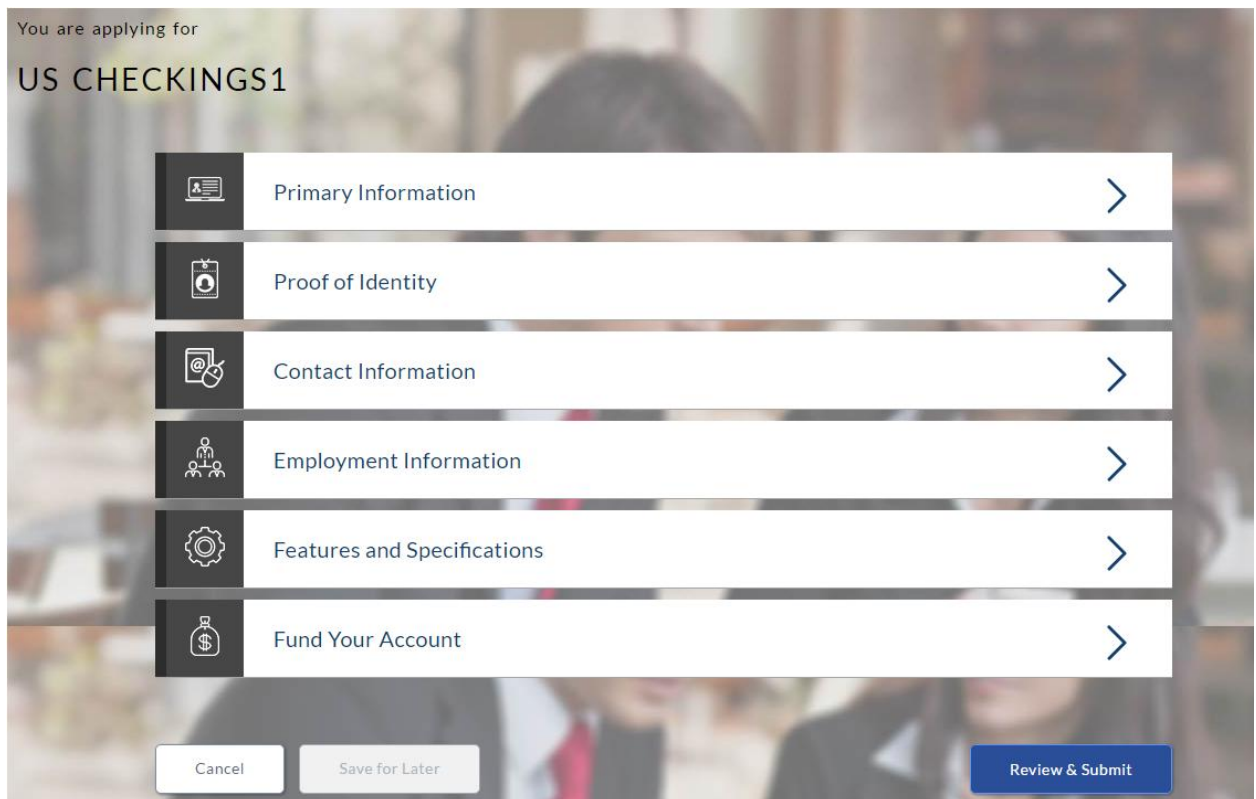 You are applying for
US CHECKINGS1
Primary Information
Proof of Identity
Contact Information
Employment Information
Features and Specifications
Fund Your Account
Cancel
Save for Later
Review & Submit